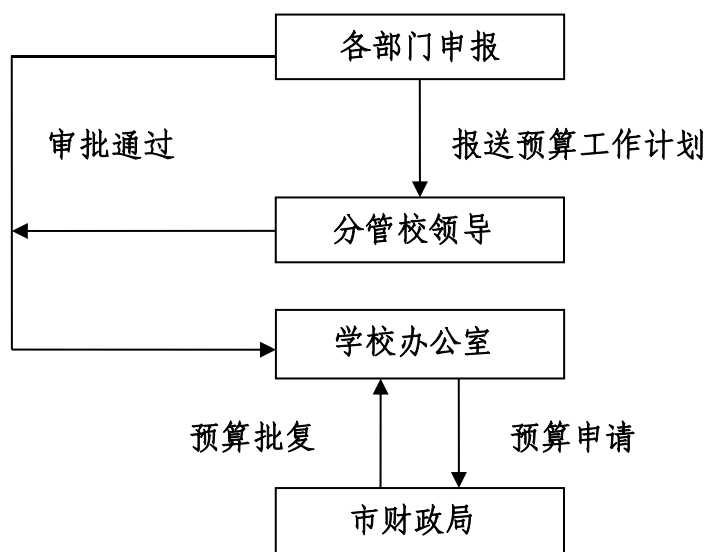 各部门申报
审批通过
报送预算工作计划
分管校领导
学校办公室
预算批复
预算申请
市财政局